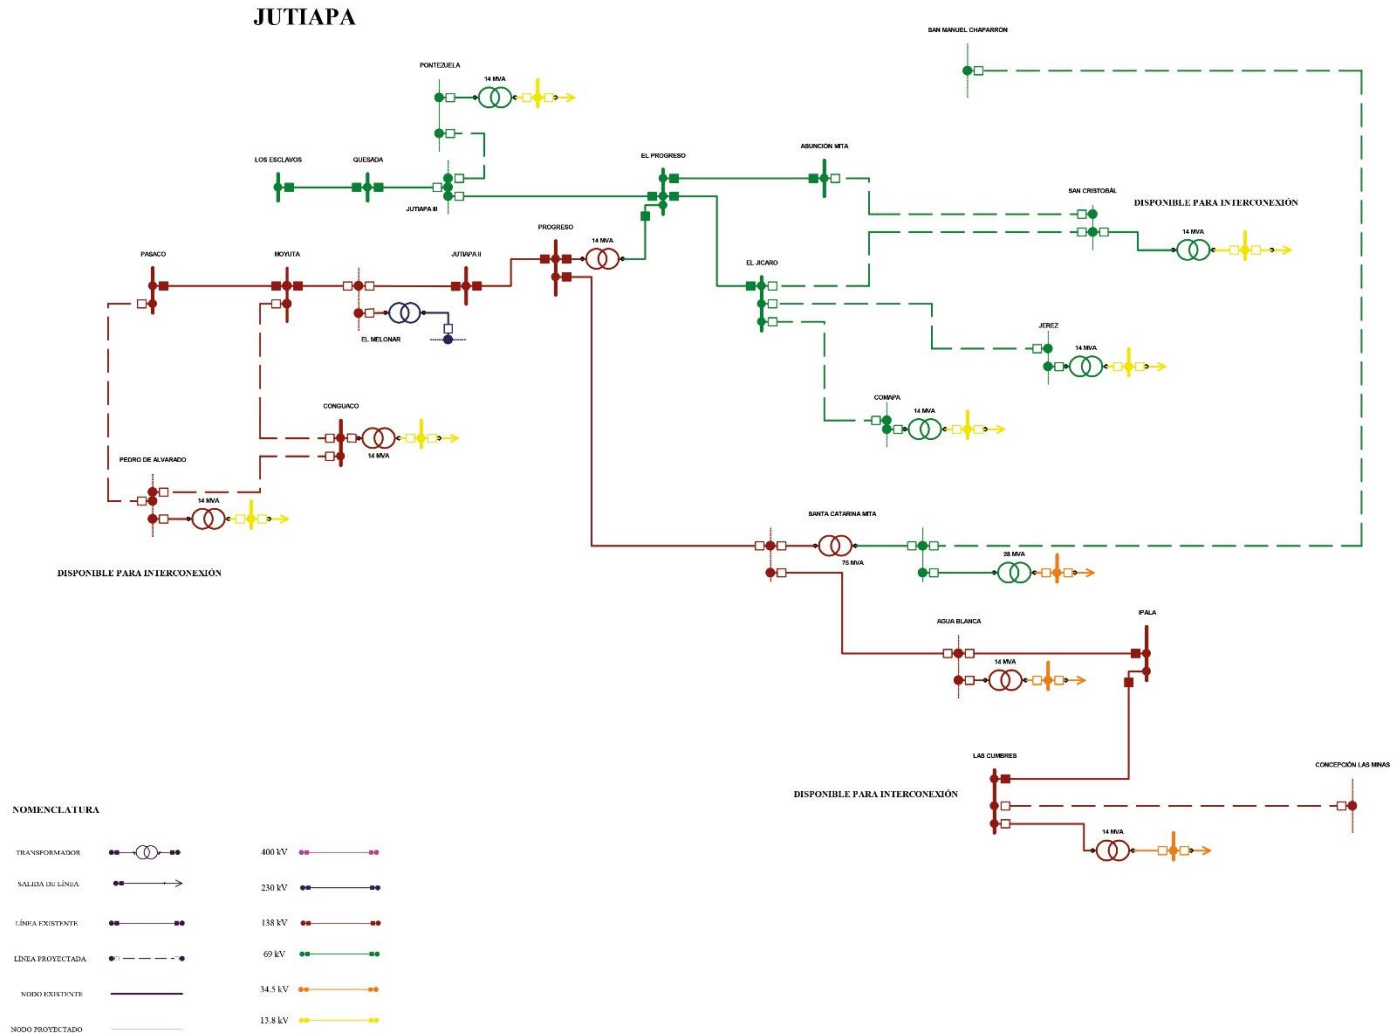 JUTIAPA
SAN MANUEL CHAPARRÓN
PONTEZUELA
14 MVA
LOS ESCLAVOS
QUESADA
EL PROGRESO
ASUNCIÓN MITA
JUTIAPA III
SAN CRISTOBÁL
DISPONIBLE PARA INTERCONEXIÓN
14 MVA
PROGRESO
14 MVA
PASACO
MOYUTA
JUTIAPA II
EL JICARO
EL MELONAR
JEREZ
14 MVA
COMAPA
14 MVA
CONGUACO
14 MVA
PEDRO DE ALVARADO
14 MVA
SANTA CATARINA MITA
75 MVA
28 MVA
DISPONIBLE PARA INTERCONEXIÓN
AGUA BLANCA
14 MVA
IPALA
LAS CUMBRES
CONCEPCIÓN LAS MINAS
DISPONIBLE PARA INTERCONEXIÓN
14 MVA
NOMENCLATURA
TRANSFORMADOR
400 kV
SALIDA DE LÍNEA
230 kV
LÍNEA EXISTENTE
138 kV
LÍNEA PROYECTADA
69 kV
NODO EXISTENTE
34.5 kV
NODO PROYECTADO
13.8 kV